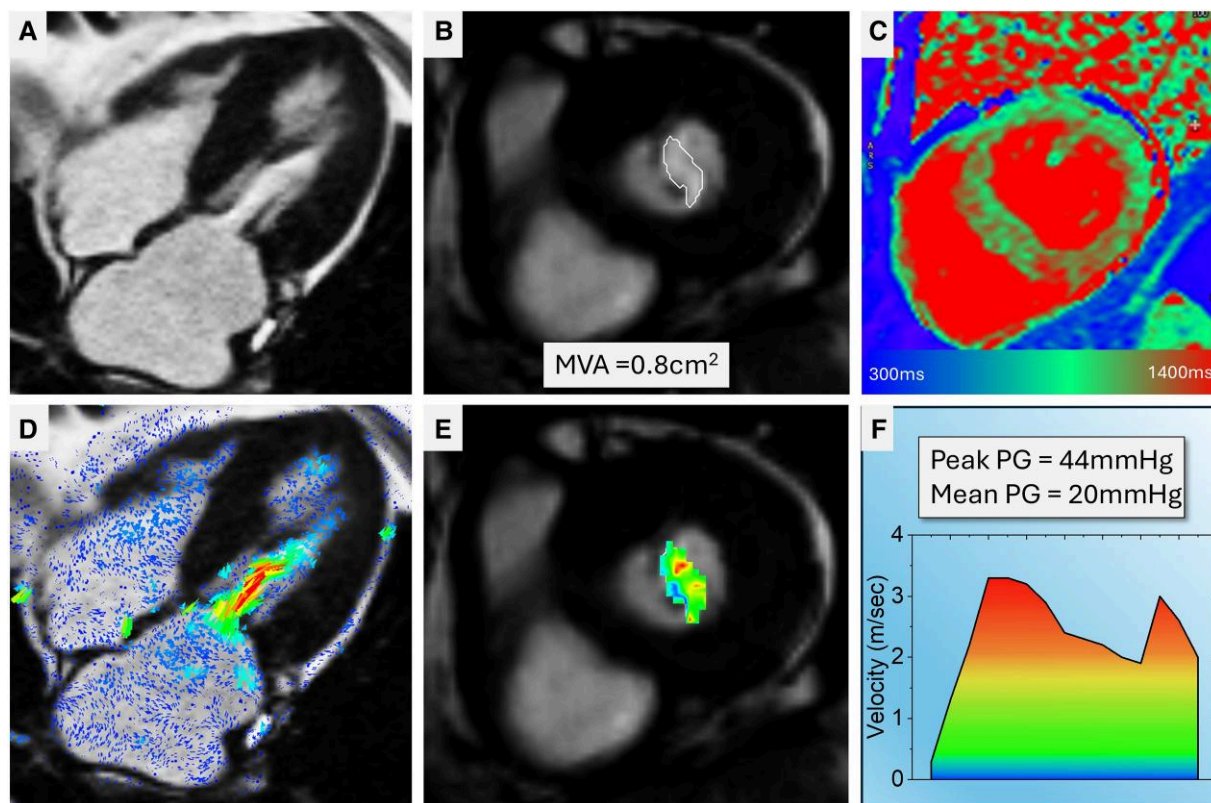 A
B
C
MVA =0.8cm²
300ms
1400ms
D
E
F
Peak PG = 44mmHg
Mean PG = 20mmHg
4
3
2
1
0
Velocity (m/sec)
A
R
S